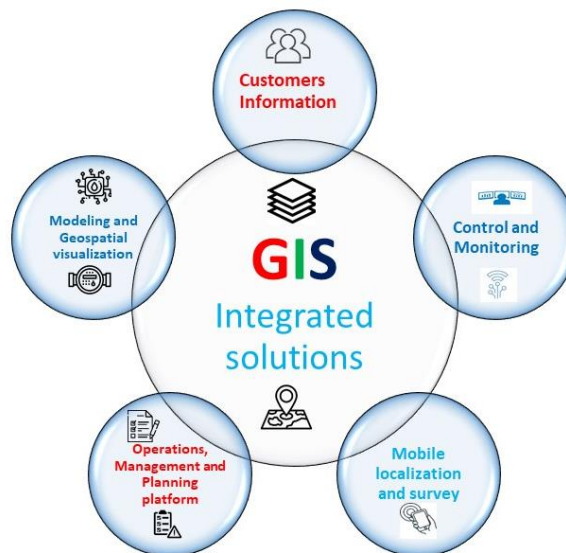 Customers
Information
Modeling and
Geospatial
visualization
Control and
Monitoring
GIS
Integrated
solutions
Operations,
Management and
Planning
platform
Mobile
localization
and survey